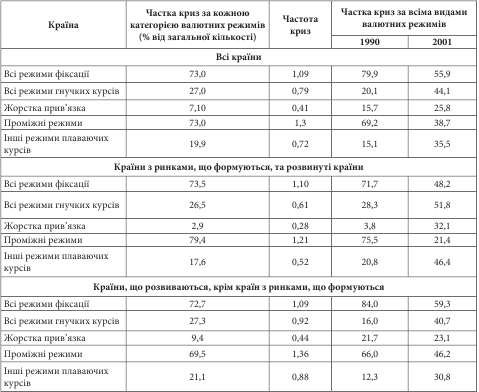 Країна | Частка криз за кожною категорією валютних режимів (% від загальної кількості) | Частота криз | Частка криз за всіма видами валютних режимів
1990 | 2001
Всі країни
Всі режими фіксації | 73,0 | 1,09 | 79,9 | 55,9
Всі режими гнучких курсів | 27,0 | 0,79 | 20,1 | 44,1
Жорстка прив’язка | 7,10 | 0,41 | 15,7 | 25,8
Проміжні режими | 73,0 | 1,3 | 69,2 | 38,7
Інші режими плаваючих курсів | 19,9 | 0,72 | 15,1 | 35,5
Країни з ринками, що формуються, та розвинуті країни
Всі режими фіксації | 73,5 | 1,10 | 71,7 | 48,2
Всі режими гнучких курсів | 26,5 | 0,61 | 28,3 | 51,8
Жорстка прив’язка | 2,9 | 0,28 | 3,8 | 32,1
Проміжні режими | 79,4 | 1,21 | 75,5 | 21,4
Інші режими плаваючих курсів | 17,6 | 0,52 | 20,8 | 46,4
Країни, що розвиваються, крім країн з ринками, що формуються
Всі режими фіксації | 72,7 | 1,09 | 84,0 | 59,3
Всі режими гнучких курсів | 27,3 | 0,92 | 16,0 | 40,7
Жорстка прив’язка | 9,4 | 0,44 | 21,7 | 23,1
Проміжні режими | 69,5 | 1,36 | 66,0 | 46,2
Інші режими плаваючих курсів | 21,1 | 0,88 | 12,3 | 30,8